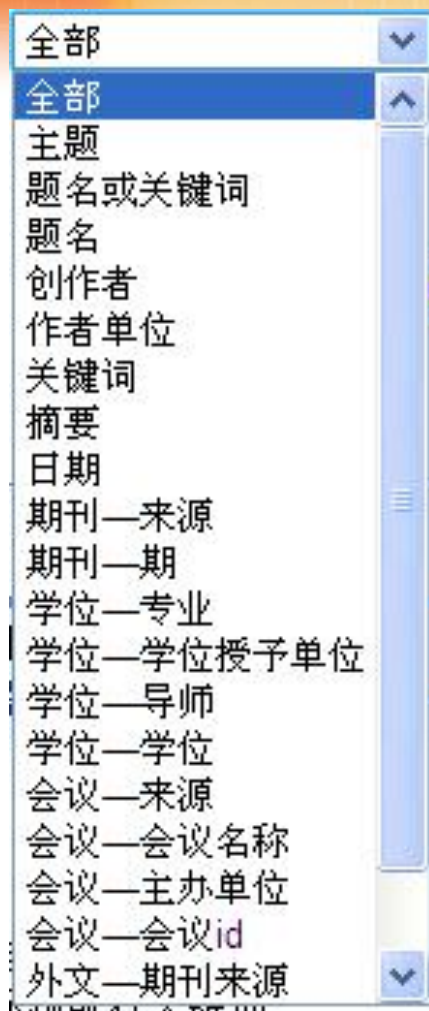 全部
全部
主题
题名或关键词
题名
创作者
作者单位
关键词
摘要
日期
期刊—来源
期刊—期
学位—专业
学位—学位授予单位
学位—导师
学位—学位
会议—来源
会议—会议名称
会议—主办单位
会议—会议id
外文—期刊来源